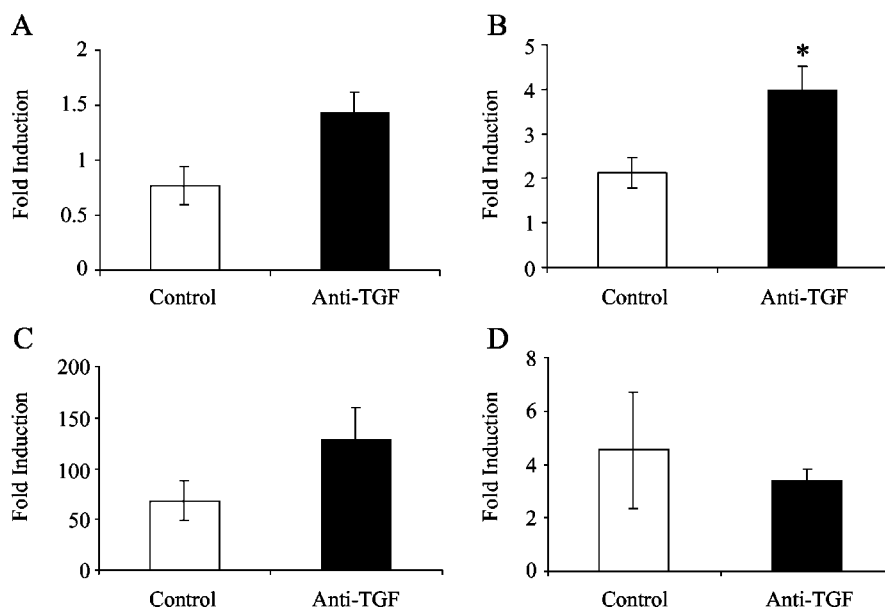 A
Fold Induction
2
1.5
1
0.5
0
Control Anti-TGF
B
Fold Induction
5
4
3
2
1
0
*
Control Anti-TGF
C
Fold Induction
200
150
100
50
0
Control Anti-TGF
D
Fold Induction
8
6
4
2
0
Control Anti-TGF